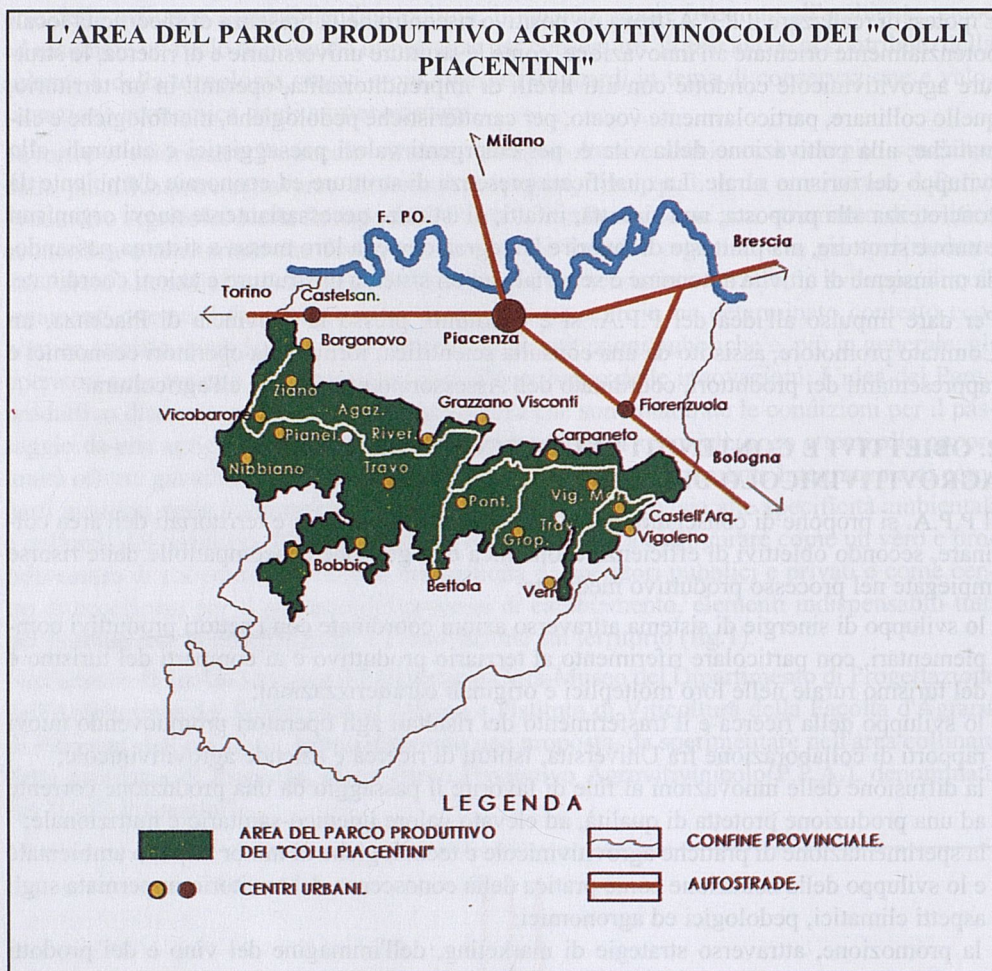 L'AREA DEL PARCO PRODUTTIVO AGROVITIVINOCOLO DEI "COLLI
PIACENTINI"
Milano
F. PO.
Brescia
Torino
Castelsan.
Piacenza
Borgonovo
Ziano
Fiorenzola
Agaz.
Grazzano Visconti
Vicobarone
Pianel.
River.
Carpaneto
Bologna
Nibbiano
Travo
Pont.
Vig. Mar.
Castell'Arq.
Grop.
Vigoleno
Bobbio
Bettola
LEGENDA
AREA DEL PARCO PRODUTTIVO
DEI "COLLI PIACENTINI"
CONFINE PROVINCIALE.
CENTRI URBANI.
AUTOSTRADE.